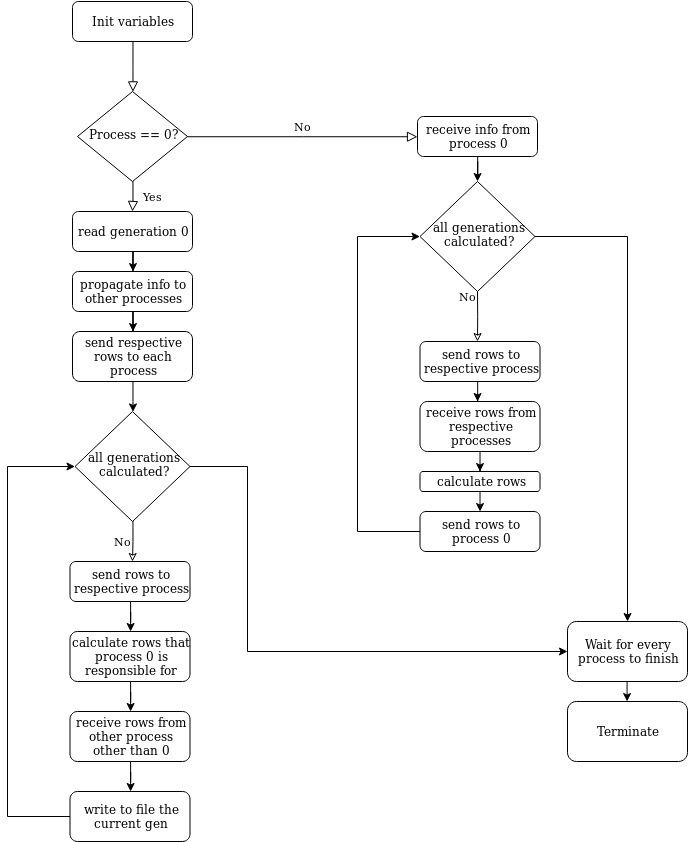 Init variables
Process == 0?
No
Yes
receive info from
process 0
read generation 0
all generations
calculated?
propagate info to
other processes
No
send respective
rows to each
process
send rows to
respective process
receive rows from
respective
processes
all generations
calculated?
calculate rows
send rows to
process 0
No
send rows to
respective process
calculate rows that
process 0 is
responsible for
Wait for every
process to finish
receive rows from
other process
other than 0
Terminate
write to file the
current gen